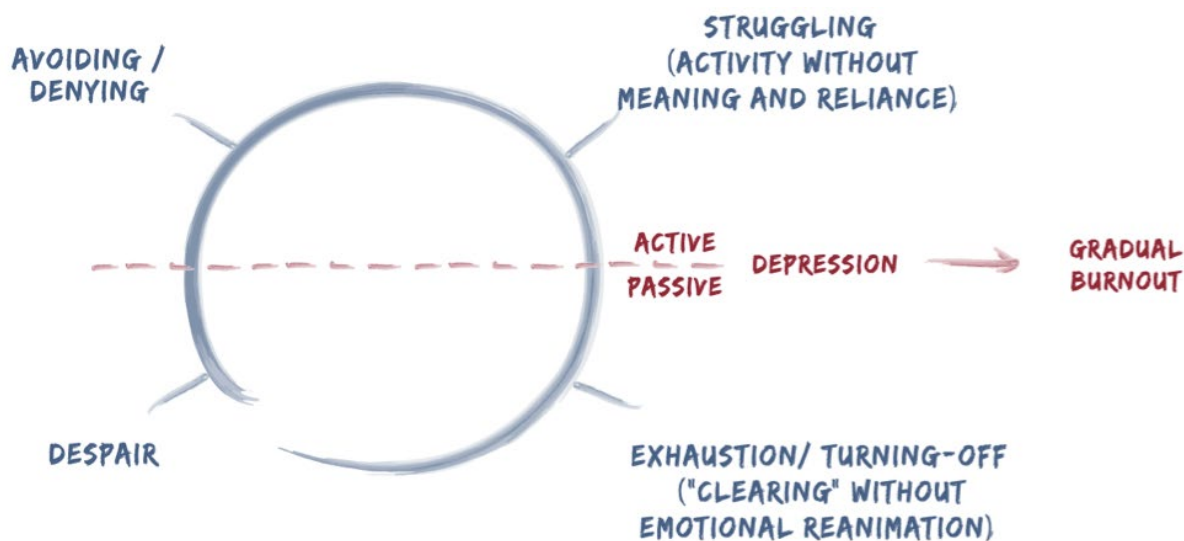 AVOIDING /
DENYING
STRUGGLING
(ACTIVITY WITHOUT
MEANING AND RELIANCE)
ACTIVE
PASSIVE
DEPRESSION
GRADUAL
BURNOUT
DESPAIR
EXHAUSTION/ TURNING-OFF
("CLEARING" WITHOUT
EMOTIONAL REANIMATION)